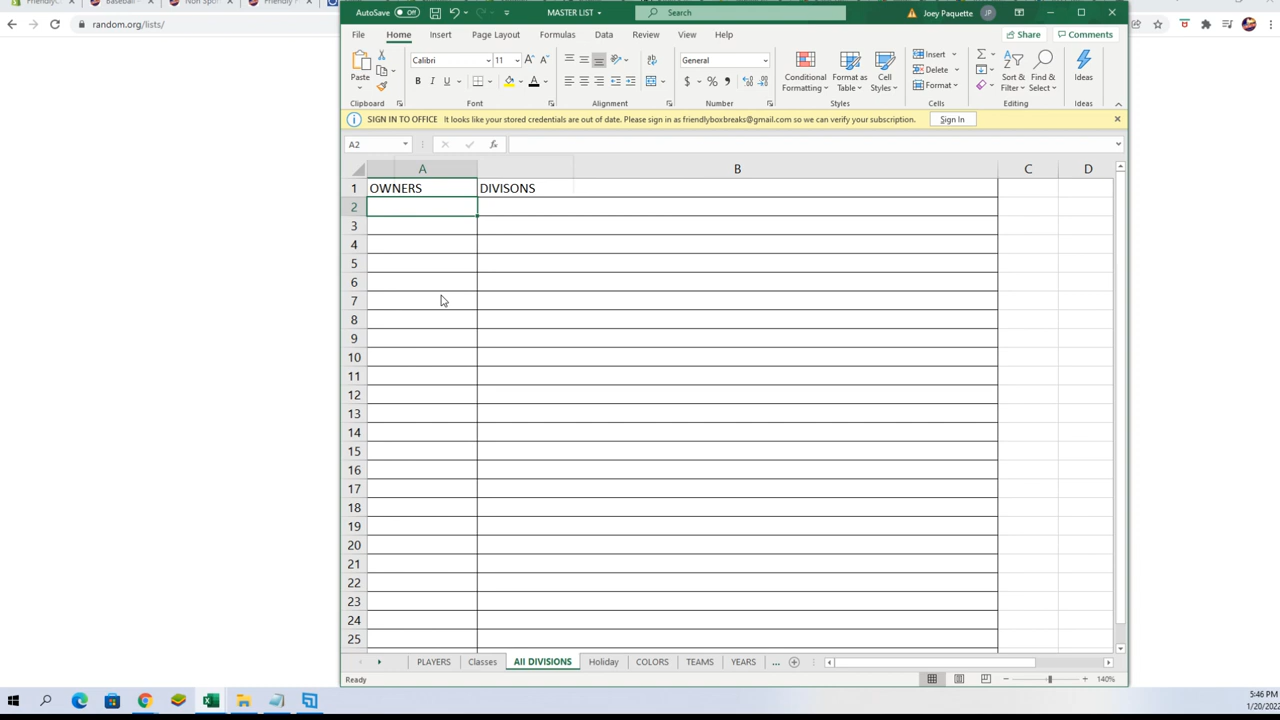 Baseball
Non Spor
Friendly
random.org/lists/
AutoSave Off MASTER LIST Search Joey Paquette JP
File Home Insert Page Layout Formulas Data Review View Help Share Comments
Paste Calibri 11 General Conditional Formatting Format as Table Cell Styles Insert Delete Format Sort & Filter Find & Select Ideas
Clipboard Font Alignment Number Styles Cells Editing Ideas
SIGN IN TO OFFICE It looks like your stored credentials are out of date. Please sign in as friendlyboxbreaks@gmail.com so we can verify your subscription. Sign In
A2 fx
A B C D
1 OWNERS DIVISONS
2
3
4
5
6
7
8
9
10
11
12
13
14
15
16
17
18
19
20
21
22
23
24
25
PLAYERS Classes All DIVISIONS Holiday COLORS TEAMS YEARS ...
Ready 140%
5:46 PM
1/20/2022